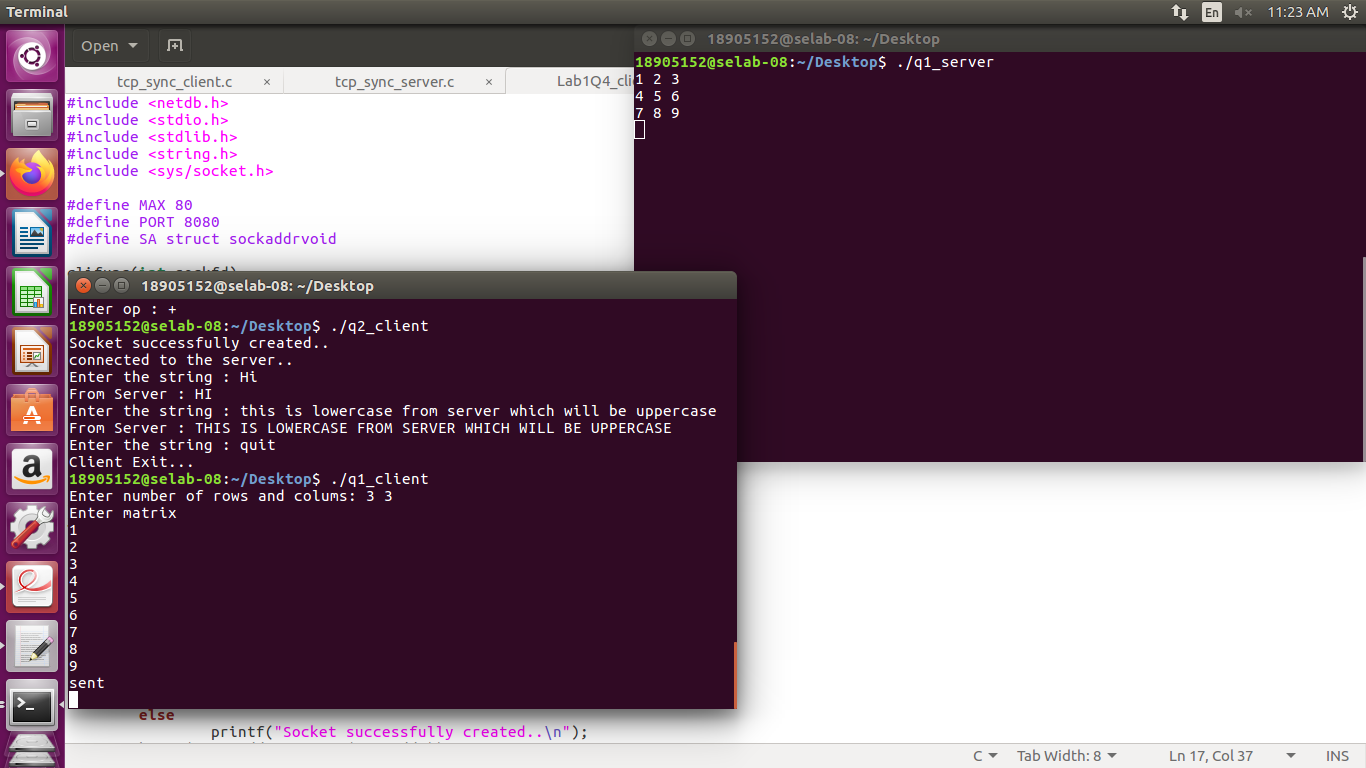 Terminal
En
11:23 AM
Open
18905152@selab-08: ~/Desktop
tcp_sync_client.c ×
tcp_sync_server.c ×
Lab1Q4_cli
18905152@selab-08:~/Desktop$ ./q1_server
1 2 3
4 5 6
7 8 9
#include <netdb.h>
#include <stdio.h>
#include <stdlib.h>
#include <string.h>
#include <sys/socket.h>
#define MAX 80
#define PORT 8080
#define SA struct sockaddrvoid
18905152@selab-08: ~/Desktop
Enter op : +
18905152@selab-08:~/Desktop$ ./q2_client
Socket successfully created..
connected to the server..
Enter the string : Hi
From Server : HI
Enter the string : this is lowercase from server which will be uppercase
From Server : THIS IS LOWERCASE FROM SERVER WHICH WILL BE UPPERCASE
Enter the string : quit
Client Exit...
18905152@selab-08:~/Desktop$ ./q1_client
Enter number of rows and colums: 3 3
Enter matrix
1
2
3
4
5
6
7
8
9
sent
else
printf("Socket successfully created..\n");
C
Tab Width: 8
Ln 17, Col 37
INS